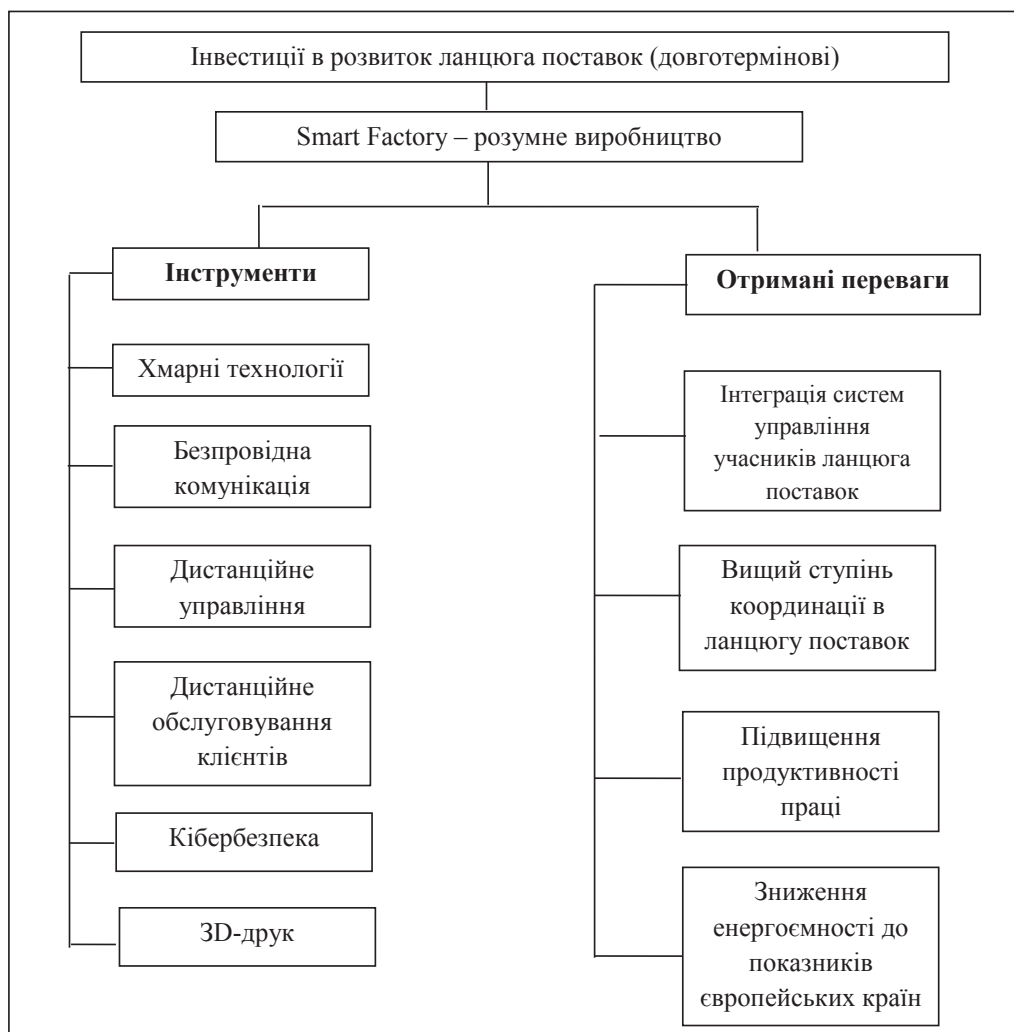 Інвестиції в розвиток ланцюга поставок (довготермінові)
Smart Factory – розумне виробництво
Інструменти
Хмарні технології
Безпровідна
комунікація
Дистанційне
управління
Дистанційне
обслуговування
клієнтів
Кібербезпека
3D-друк
Отримані переваги
Інтеграція систем
управління
учасників ланцюга
поставок
Вищий ступінь
координації в
ланцюгу поставок
Підвищення
продуктивності
праці
Зниження
енергоємності до
показників
європейських країн